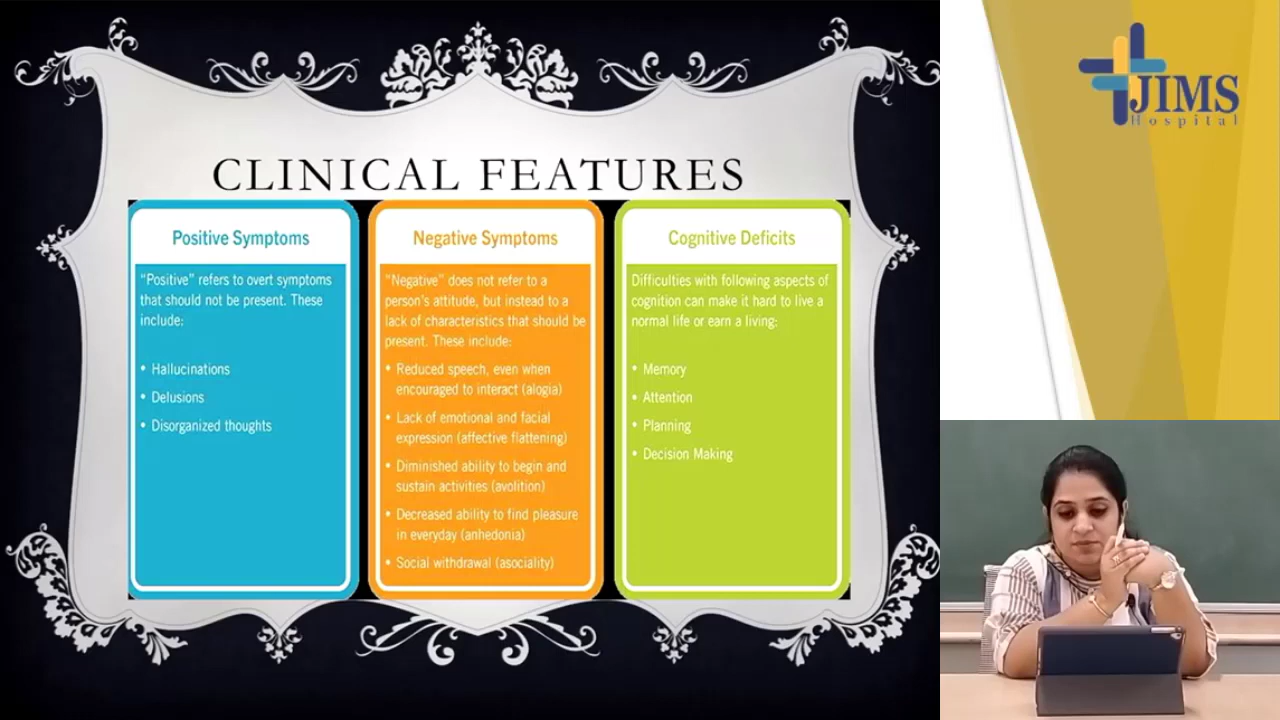 CLINICAL FEATURES
Positive Symptoms
"Positive" refers to overt symptoms
that should not be present. These
include:
• Hallucinations
• Delusions
• Disorganized thoughts
Negative Symptoms
"Negative" does not refer to a
person's attitude, but instead to a
lack of characteristics that should be
present. These include:
• Reduced speech, even when
encouraged to interact (alogia)
• Lack of emotional and facial
expression (affective flattening)
• Diminished ability to begin and
sustain activities (avolition)
• Decreased ability to find pleasure
in everyday (anhedonia)
• Social withdrawal (asociality)
Cognitive Deficits
Difficulties with following aspects of
cognition can make it hard to live a
normal life or earn a living:
• Memory
• Attention
• Planning
• Decision Making
JIMS
Hospital